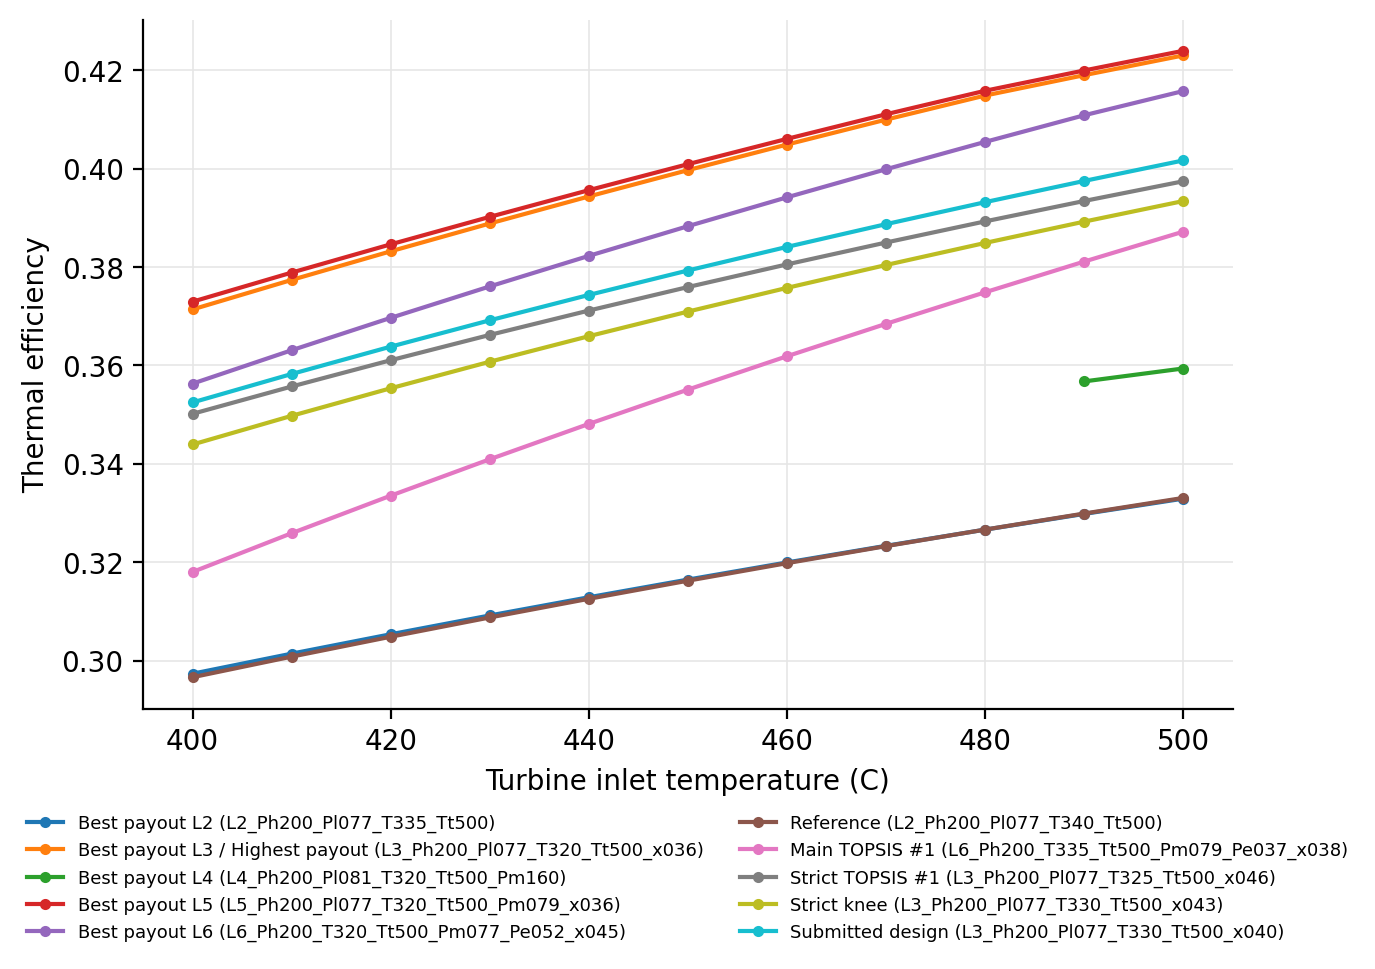 0.42
0.40
0.38
0.36
0.34
0.32
0.30
Thermal efficiency
400 420 440 460 480 500
Turbine inlet temperature (C)
Best payout L2 (L2_Ph200_Pl077_T335_Tt500)
Best payout L3 / Highest payout (L3_Ph200_Pl077_T320_Tt500_x036)
Best payout L4 (L4_Ph200_Pl081_T320_Tt500_Pm160)
Best payout L5 (L5_Ph200_Pl077_T320_Tt500_Pm079_x036)
Best payout L6 (L6_Ph200_T320_Tt500_Pm077_Pe052_x045)
Reference (L2_Ph200_Pl077_T340_Tt500)
Main TOPSIS #1 (L6_Ph200_T335_Tt500_Pm079_Pe037_x038)
Strict TOPSIS #1 (L3_Ph200_Pl077_T325_Tt500_x046)
Strict knee (L3_Ph200_Pl077_T330_Tt500_x043)
Submitted design (L3_Ph200_Pl077_T330_Tt500_x040)